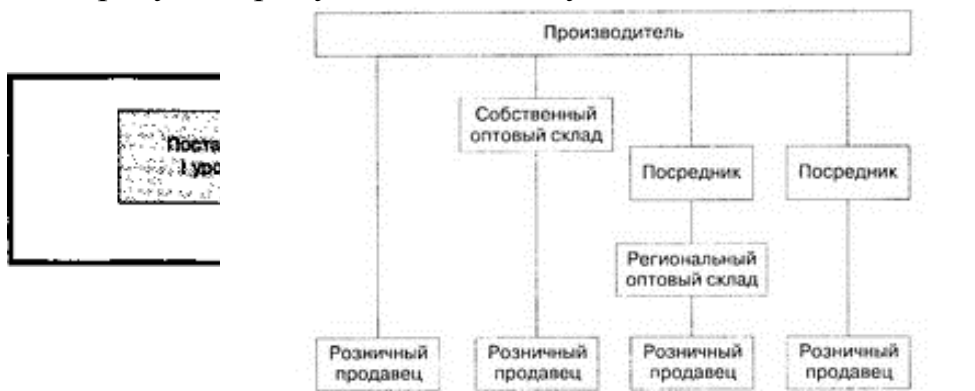 Производитель
Собственный
оптовый склад
Посредник
Посредник
Региональный
оптовый склад
Розничный
продавец
Розничный
продавец
Розничный
продавец
Розничный
продавец